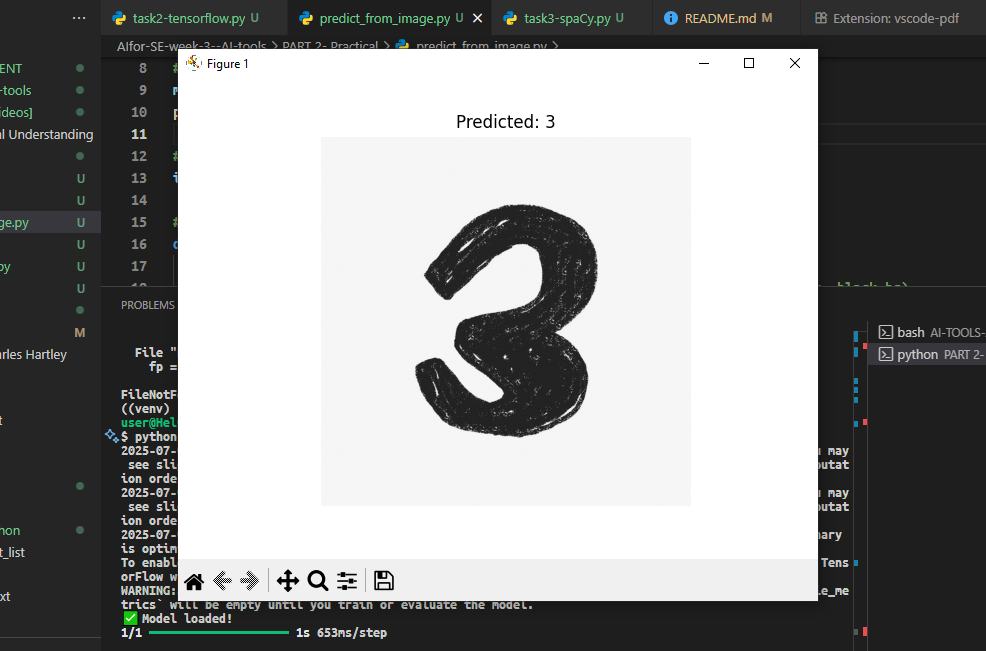 task2-tensorflow.py U
predict_from_image.py U
task3-spaCy.py U
README.md M
Extension: vscode-pdf
AIfor-SE-week-3--AI-tools > PART 2- Practical > predict_from_image.py >
Figure 1
Predicted: 3
3
ENT
-tools
ideos]
al Understanding
U
U
ge.py U
U
py U
U
M
arles Hartley
t
hon
t_list
xt
8 #
9 m
10 p
11
12 #
13 i
14
15 #
16
17
PROBLEMS
bash AI-TOOLS-
python PART 2-
File "
fp =
FileNotF
((venv)
user@Hel
$ python
2025-07- may
see sli utat
ion orde
2025-07- may
see sli utat
ion orde
2025-07- nary
is optim
To enabl Tens
orFlow w
WARNING: le_me
trics` will be empty until you train or evaluate the model.
✅ Model loaded!
1/1 1s 653ms/step